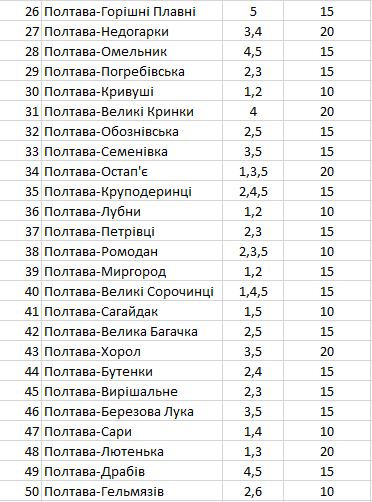 26 Полтава-Горішні Плавні 5 15
27 Полтава-Недогарки 3,4 20
28 Полтава-Омельник 4,5 15
29 Полтава-Погребівська 2,3 15
30 Полтава-Кривуші 1,2 10
31 Полтава-Великі Кринки 4 20
32 Полтава-Обознівська 2,5 15
33 Полтава-Семенівка 3,5 15
34 Полтава-Остап'є 1,3,5 20
35 Полтава-Круподеринці 2,4,5 15
36 Полтава-Лубни 1,2 10
37 Полтава-Петрівці 2,3 15
38 Полтава-Ромодан 2,3,5 10
39 Полтава-Миргород 1,2 15
40 Полтава-Великі Сорочинці 1,4,5 15
41 Полтава-Сагайдак 1,5 10
42 Полтава-Велика Багачка 2,5 15
43 Полтава-Хорол 3,5 20
44 Полтава-Бутенки 2,4 15
45 Полтава-Вирішальне 2,3 15
46 Полтава-Березова Лука 3,5 15
47 Полтава-Сари 1,4 10
48 Полтава-Лютенька 1,3 20
49 Полтава-Драбів 4,5 15
50 Полтава-Гельмязів 2,6 10